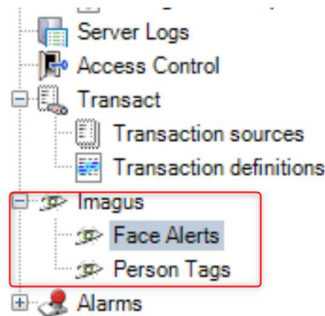 Server Logs
Access Control
Transact
Transaction sources
Transaction definitions
Imagus
Face Alerts
Person Tags
Alarms